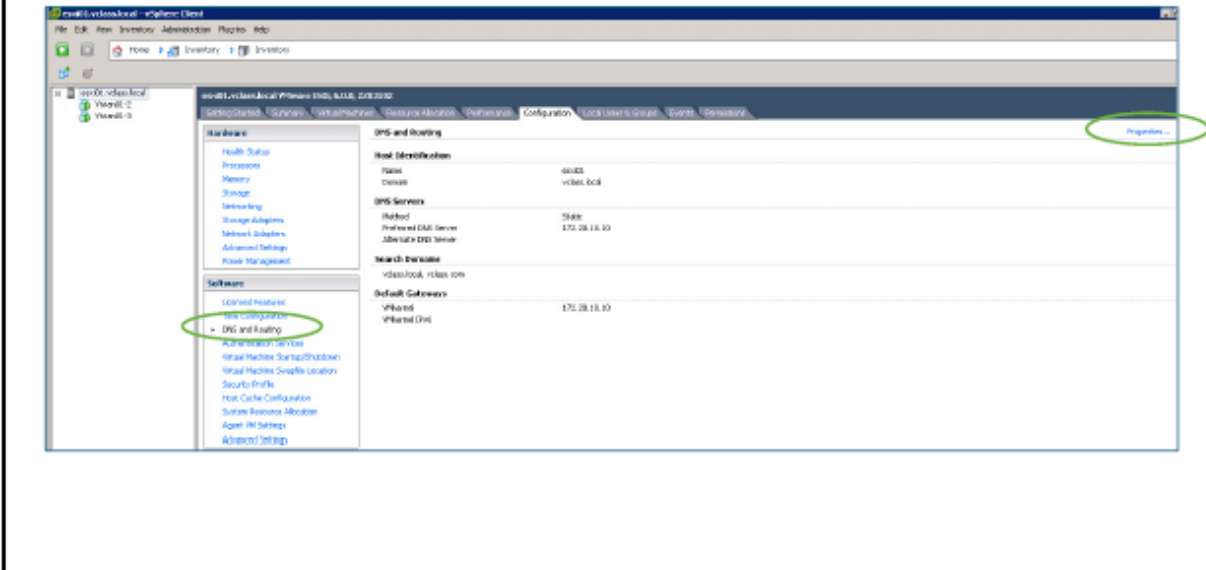 esxi01.vclass.local - vSphere Client
File Edit View Inventory Administration Plug-ins Help
Home Inventory Inventory
esxi01.vclass.local
esxi01.vclass.local VMware ESXi, 6.0.0,
Getting Started Summary Virtual Machines Resource Allocation Performance Configuration Local Users & Groups Events Permissions
Hardware
Health Status
Processors
Memory
Storage
Networking
Storage Adapters
Network Adapters
Advanced Settings
Power Management
Software
Licensed Features
Time Configuration
DNS and Routing
Authentication Services
Virtual Machine Startup/Shutdown
Virtual Machine Swapfile Location
Security Profile
Host Cache Configuration
System Resource Allocation
Agent VM Settings
Advanced Settings
DNS and Routing
Properties...
Host Identification
Name esxi01
Domain vclass.local
DNS Servers
Method Static
Preferred DNS Server 172.20.10.10
Alternate DNS Server
Search Domains
vclass.local, vclass.com
Default Gateways
VMkernel 172.20.10.10
VMkernel IPv6